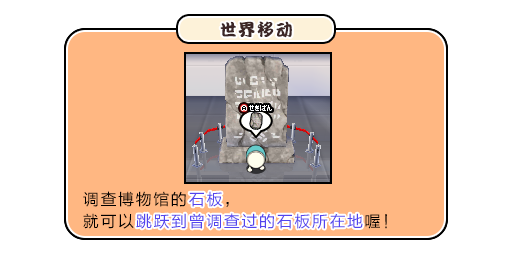 世界移动
せきばん
调查博物馆的石板，
就可以跳跃到曾调查过的石板所在地喔！